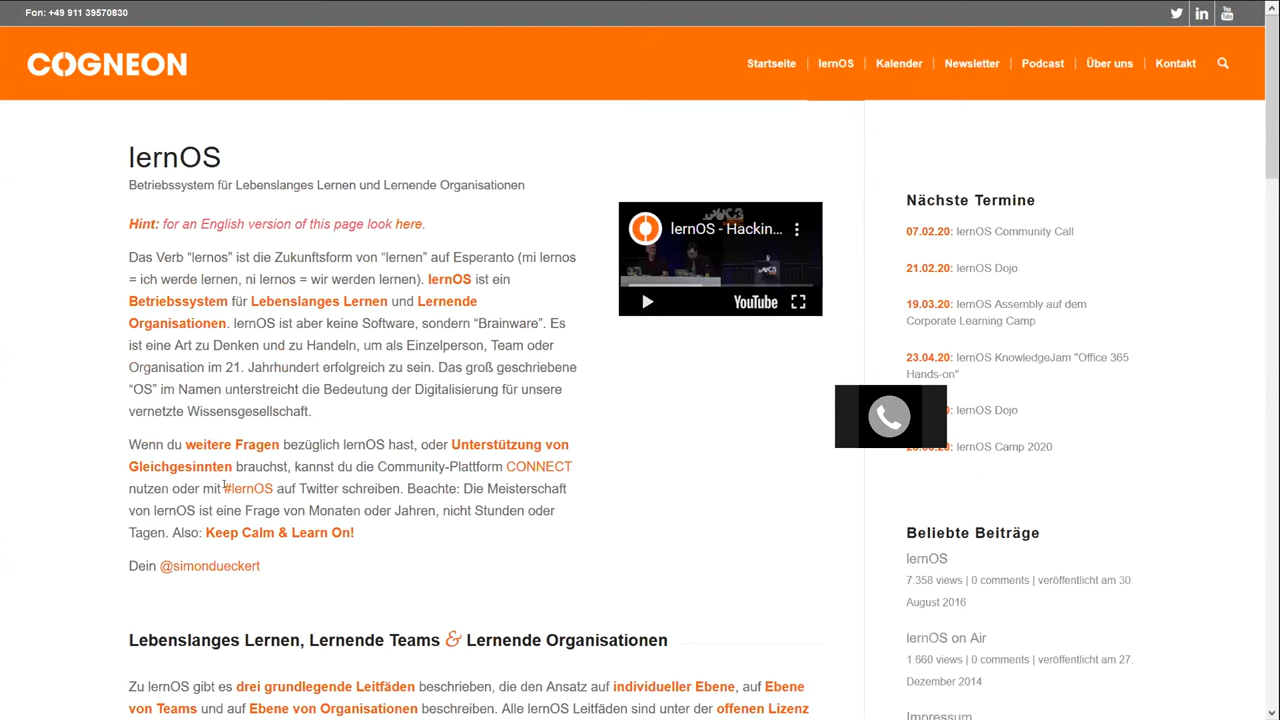 Fon: +49 911 39570830
COGNEON
Startseite
lernOS
Kalender
Newsletter
Podcast
Über uns
Kontakt
lernOS
Betriebssystem für Lebenslanges Lernen und Lernende Organisationen
Hint: for an English version of this page look here.
Das Verb “lernos” ist die Zukunftsform von “lernen” auf Esperanto (mi lernos
= ich werde lernen, ni lernos = wir werden lernen). lernOS ist ein
Betriebssystem für Lebenslanges Lernen und Lernende
Organisationen. lernOS ist aber keine Software, sondern “Brainware”. Es
ist eine Art zu Denken und zu Handeln, um als Einzelperson, Team oder
Organisation im 21. Jahrhundert erfolgreich zu sein. Das groß geschriebene
“OS” im Namen unterstreicht die Bedeutung der Digitalisierung für unsere
vernetzte Wissensgesellschaft.
Wenn du weitere Fragen bezüglich lernOS hast, oder Unterstützung von
Gleichgesinnten brauchst, kannst du die Community-Plattform CONNECT
nutzen oder mit #lernOS auf Twitter schreiben. Beachte: Die Meisterschaft
von lernOS ist eine Frage von Monaten oder Jahren, nicht Stunden oder
Tagen. Also: Keep Calm & Learn On!
Dein @simondueckert
lernOS - Hackin...
YouTube
Lebenslanges Lernen, Lernende Teams & Lernende Organisationen
Zu lernOS gibt es drei grundlegende Leitfäden beschrieben, die den Ansatz auf individueller Ebene, auf Ebene
von Teams und auf Ebene von Organisationen beschreiben. Alle lernOS Leitfäden sind unter der offenen Lizenz
Nächste Termine
07.02.20: lernOS Community Call
21.02.20: lernOS Dojo
19.03.20: lernOS Assembly auf dem
Corporate Learning Camp
23.04.20: lernOS KnowledgeJam "Office 365
Hands-on"
lernOS Dojo
lernOS Camp 2020
Beliebte Beiträge
lernOS
7.358 views | 0 comments | veröffentlicht am 30.
August 2016
lernOS on Air
1.660 views | 0 comments | veröffentlicht am 27.
Dezember 2014
Impressum